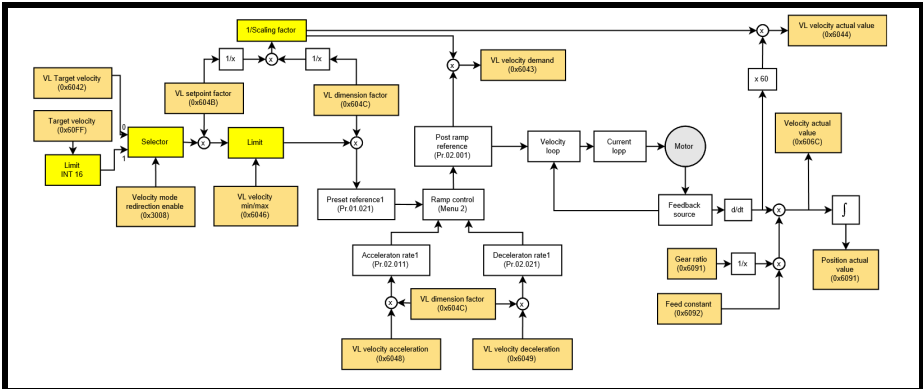 1/Scaling factor
VL velocity actual value
(0x6044)
1/x
1/x
VL velocity demand
(0x6043)
x 60
VL Target velocity
(0x6042)
VL setpoint factor
(0x604B)
VL dimension factor
(0x604C)
Target velocity
(0x60FF)
0
1
Selector
Limit
Limit
INT 16
Post ramp
reference
(Pr.02.001)
Velocity
loop
Current
lopp
Motor
Velocity actual
value
(0x606C)
Velocity mode
redirection enable
(0x3008)
VL velocity
min/max
(0x6046)
Preset reference1
(Pr.01.021)
Ramp control
(Menu 2)
Feedback
source
d/dt
x
x
x
x
x
x
∫
Acceleraton rate1
(Pr.02.011)
Deceleraton rate1
(Pr.02.021)
Gear ratio
(0x6091)
1/x
x
Position actual
value
(0x6091)
VL dimension factor
(0x604C)
x
x
Feed constant
(0x6092)
VL velocity acceleration
(0x6048)
VL velocity deceleration
(0x6049)